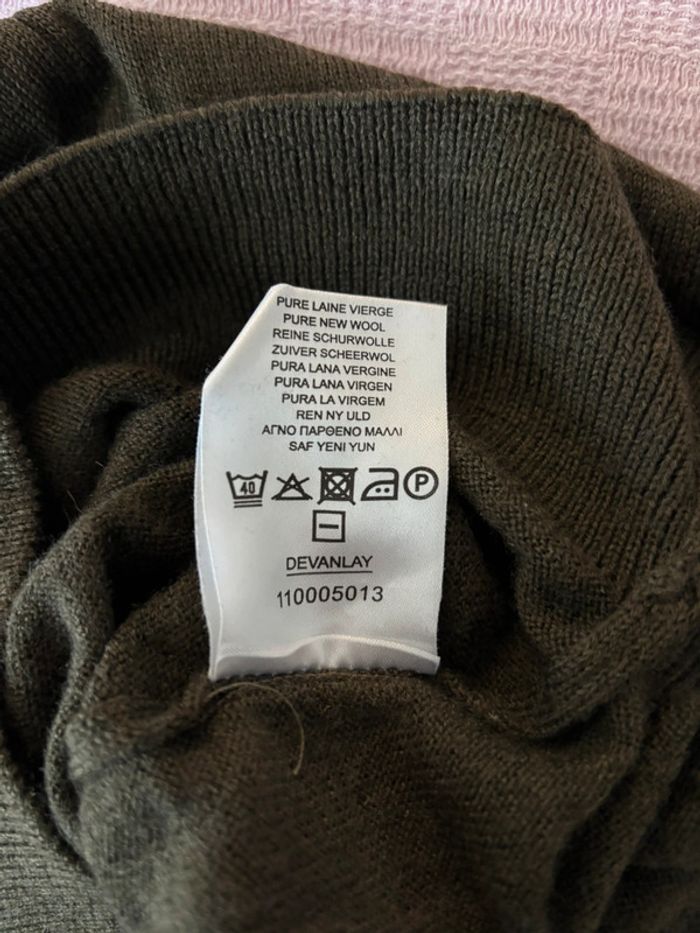 PURE LAINE VIERGE
PURE NEW WOOL
REINE SCHURWOLLE
ZUIVER SCHEERWOL
PURA LANA VERGINE
PURA LANA VIRGEN
PURA LA VIRGEM
REN NY ULD
ΑΓΝΟ ΠΑΡΘΕΝΟ ΜΑΛΛΙ
SAF YENI YUN
40 P
DEVANLAY
110005013